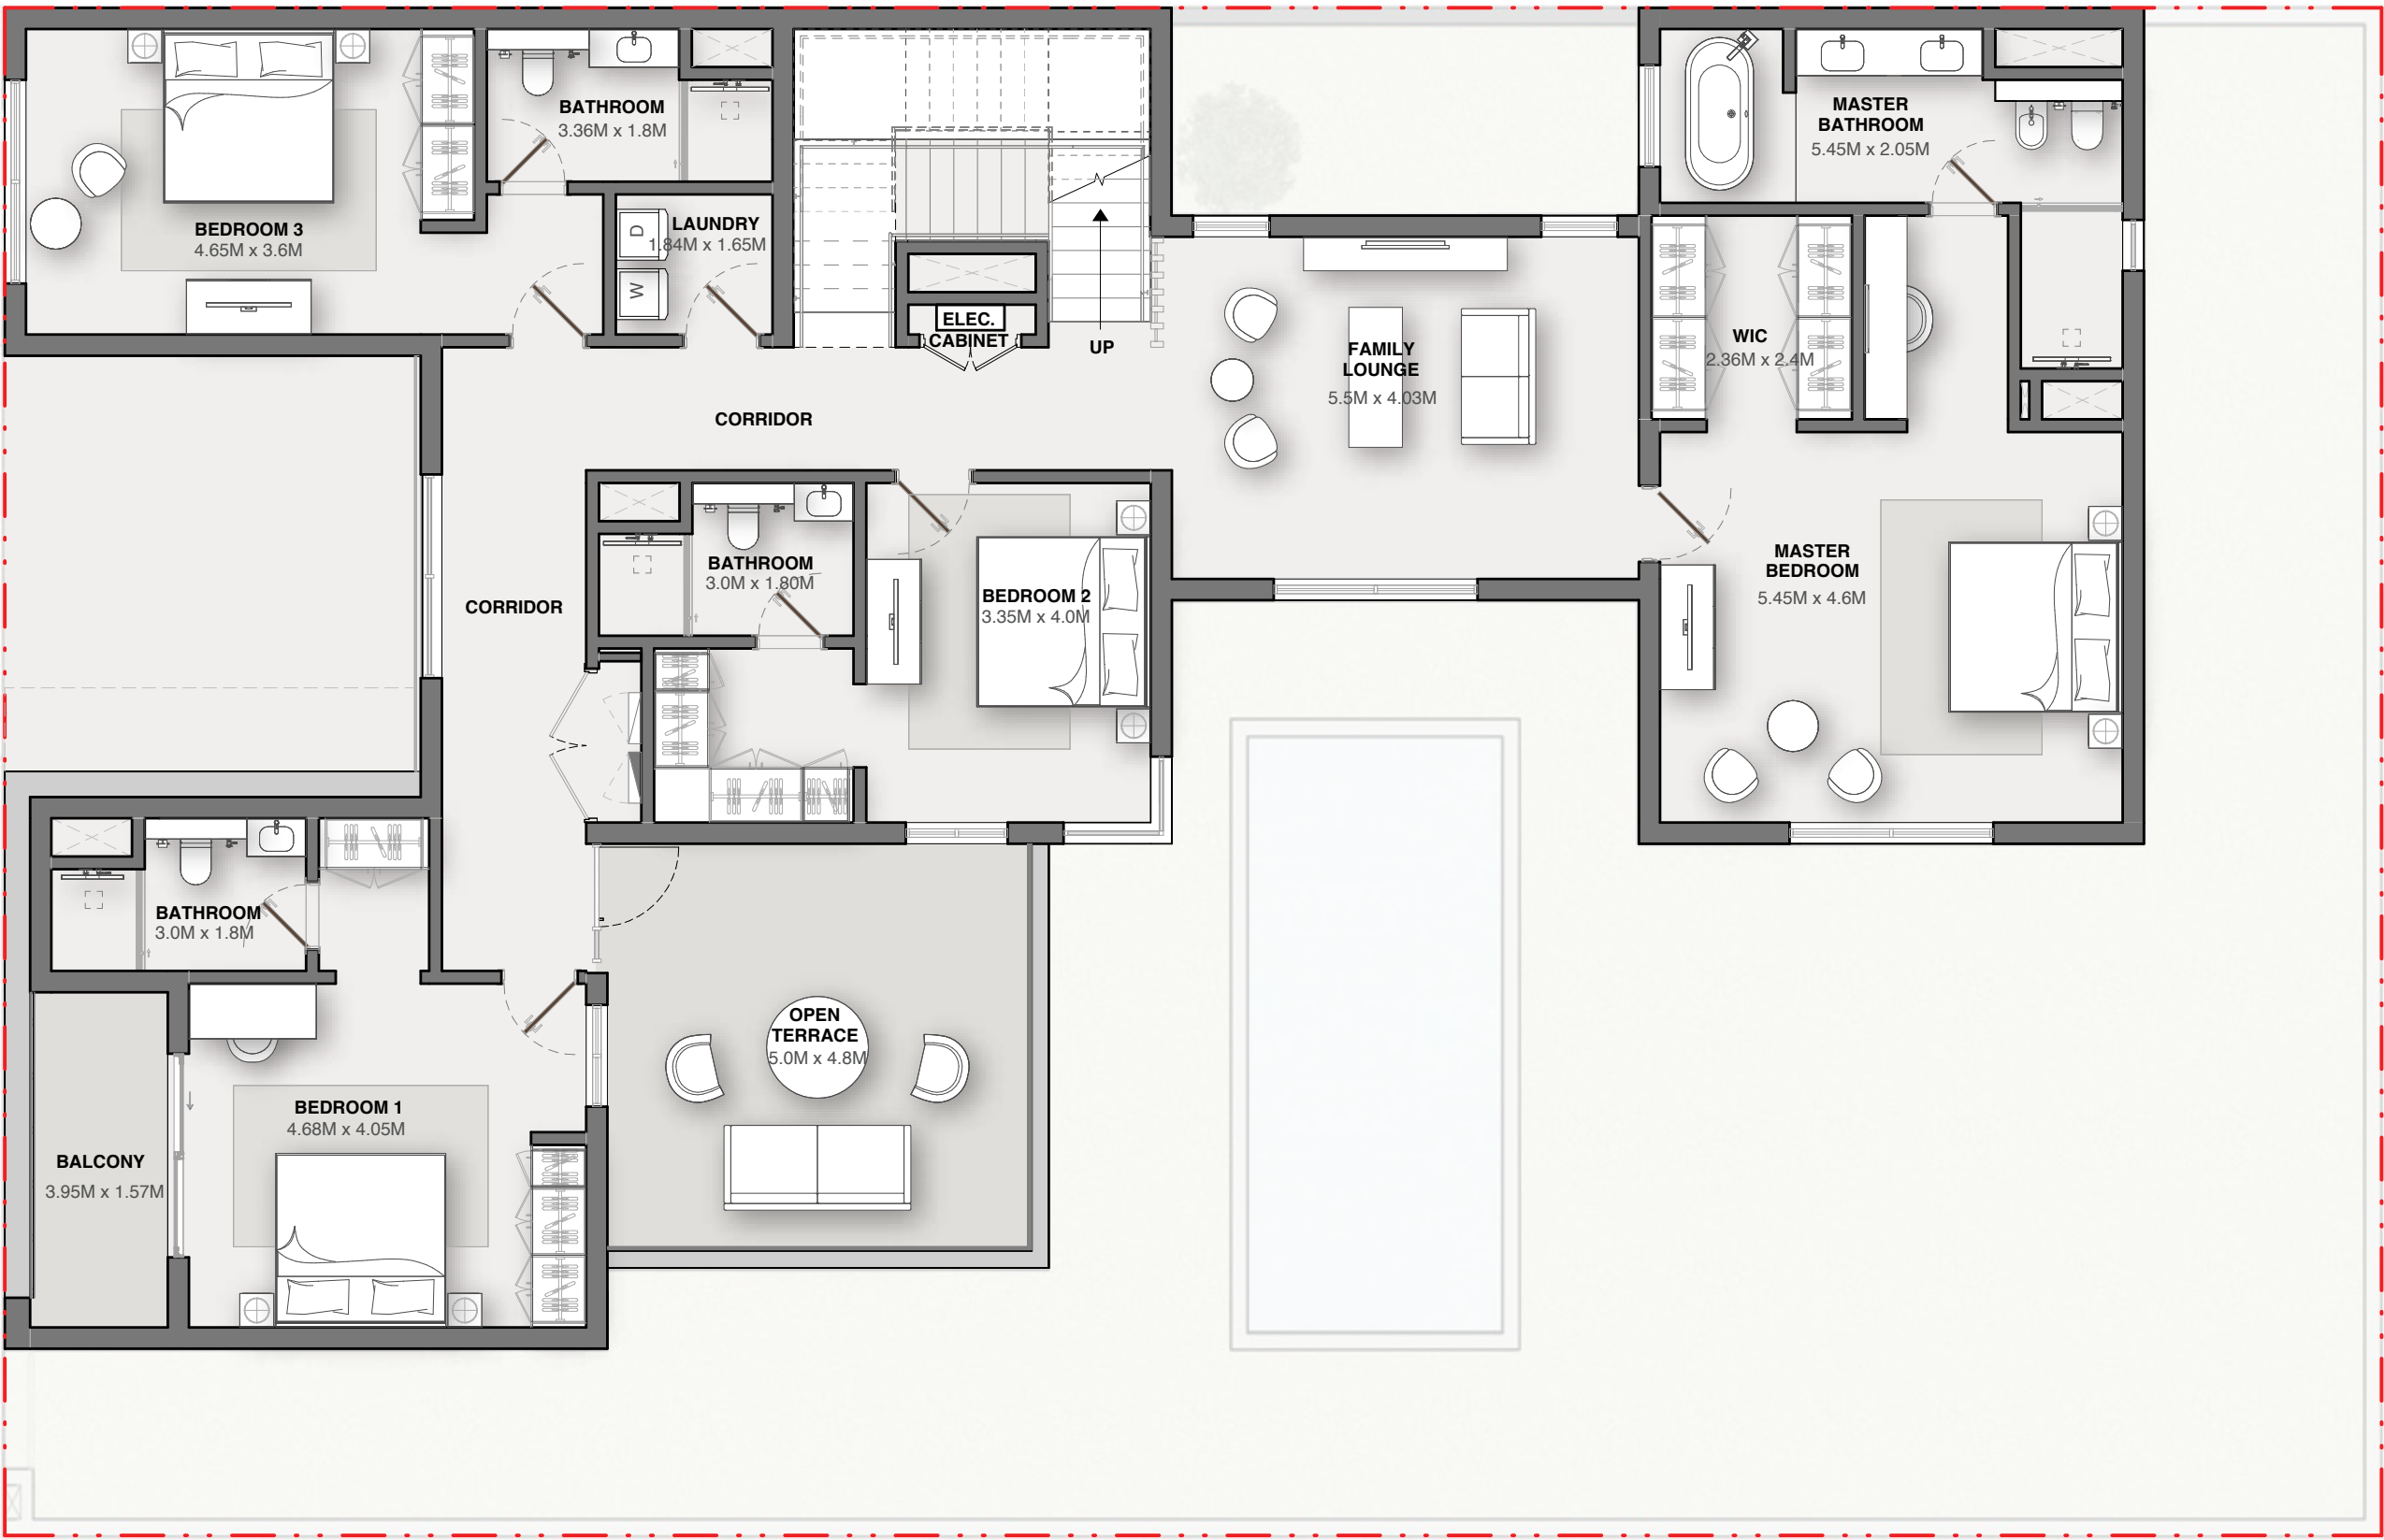 BATHROOM
3.36M x 1.8M
MASTER
BATHROOM
5.45M x 2.05M
BEDROOM 3
4.65M x 3.6M
D
W
LAUNDRY
1.84M x 1.65M
ELEC.
CABINET
UP
FAMILY
LOUNGE
5.5M x 4.03M
WIC
2.36M x 2.4M
CORRIDOR
BATHROOM
3.0M x 1.80M
BEDROOM 2
3.35M x 4.0M
MASTER
BEDROOM
5.45M x 4.6M
CORRIDOR
BATHROOM
3.0M x 1.8M
OPEN
TERRACE
5.0M x 4.8M
BEDROOM 1
4.68M x 4.05M
BALCONY
3.95M x 1.57M